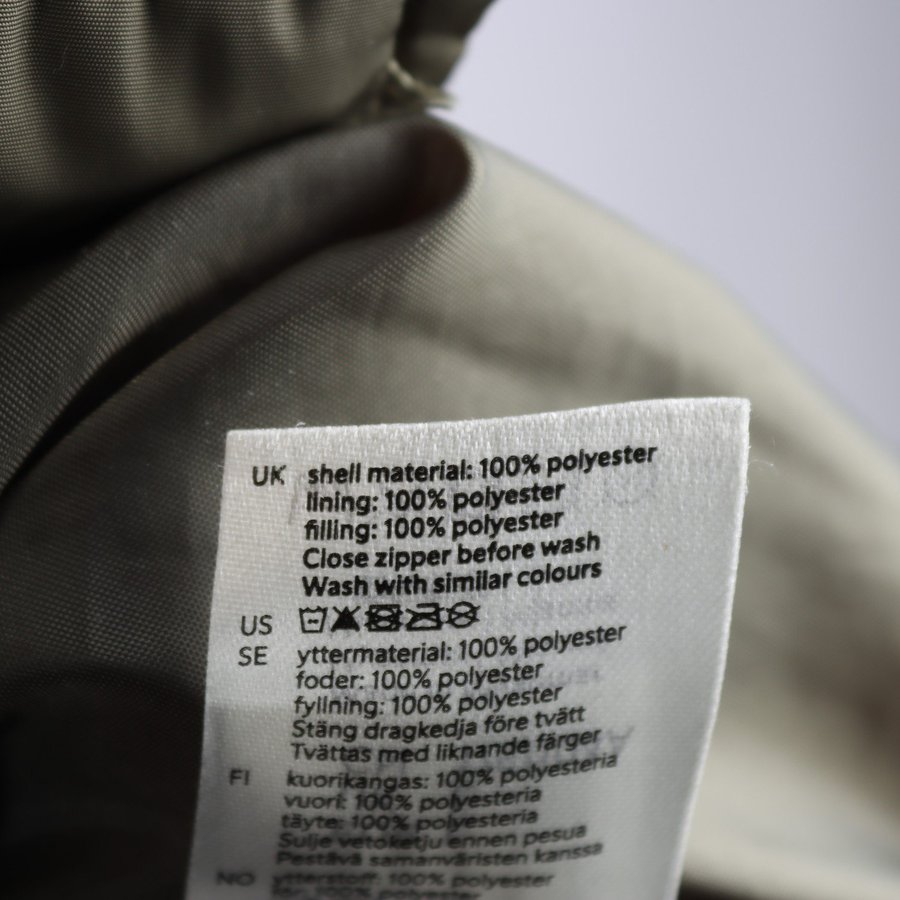 UK shell material: 100% polyester
lining: 100% polyester
filling: 100% polyester
Close zipper before wash
Wash with similar colours
US
SE yttermaterial: 100% polyester
foder: 100% polyester
fyllning: 100% polyester
Stäng dragkedja före tvätt
Tvättas med liknande färger
FI kuorikangas: 100% polyesteria
vuori: 100% polyesteria
täyte: 100% polyesteria
Sulje vetoketju ennen pesua
Pestävä samanväristen kanssa
NO ytterstoff: 100% polyester
100% polyester